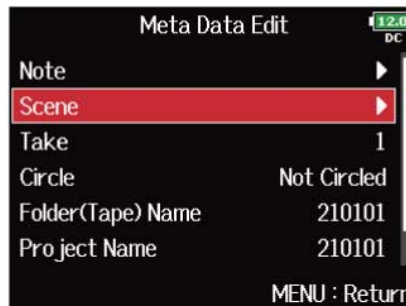 Meta Data Edit
12.0
DC
Note
Scene
Take 1
Circle Not Circled
Folder(Tape) Name 210101
Project Name 210101
MENU : Return